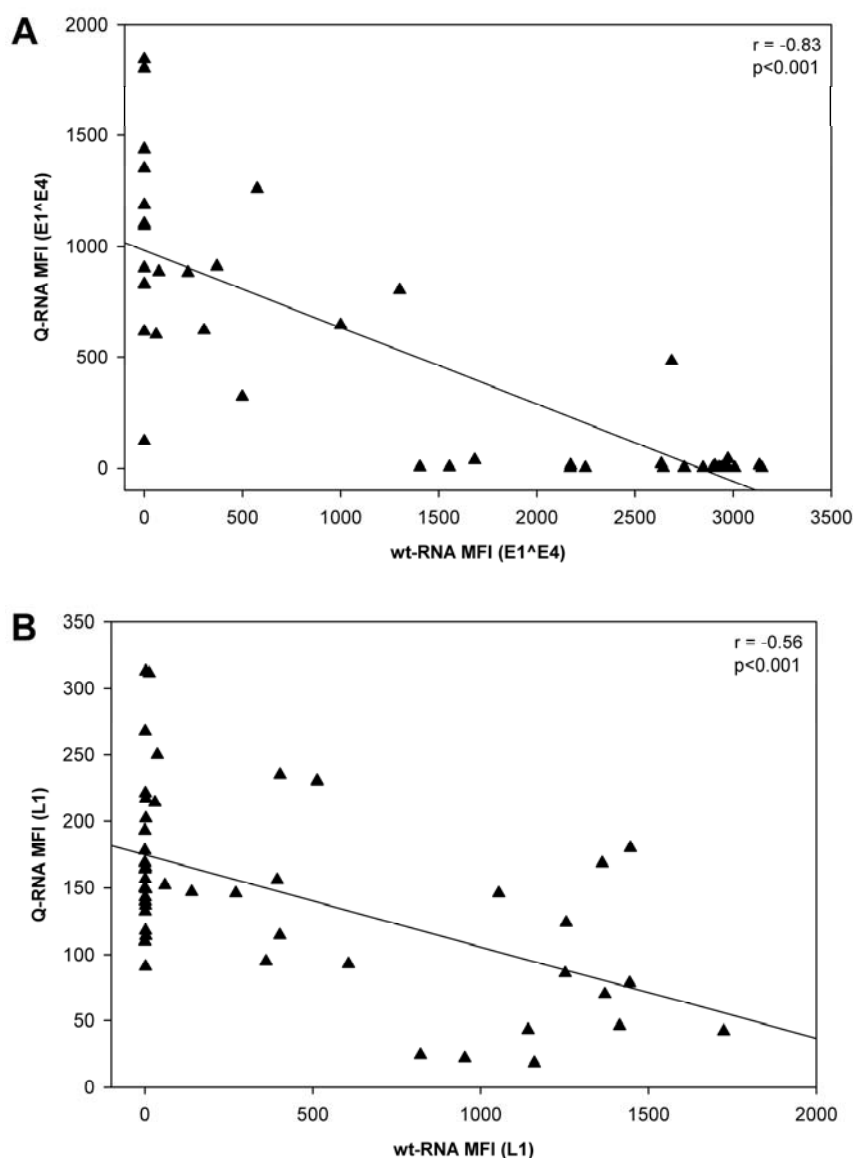 A
r = -0.83
p<0.001
2000
1500
1000
500
0
Q-RNA MFI (E1^E4)
0 500 1000 1500 2000 2500 3000 3500
wt-RNA MFI (E1^E4)
B
r = -0.56
p<0.001
350
300
250
200
150
100
50
0
Q-RNA MFI (L1)
0 500 1000 1500 2000
wt-RNA MFI (L1)